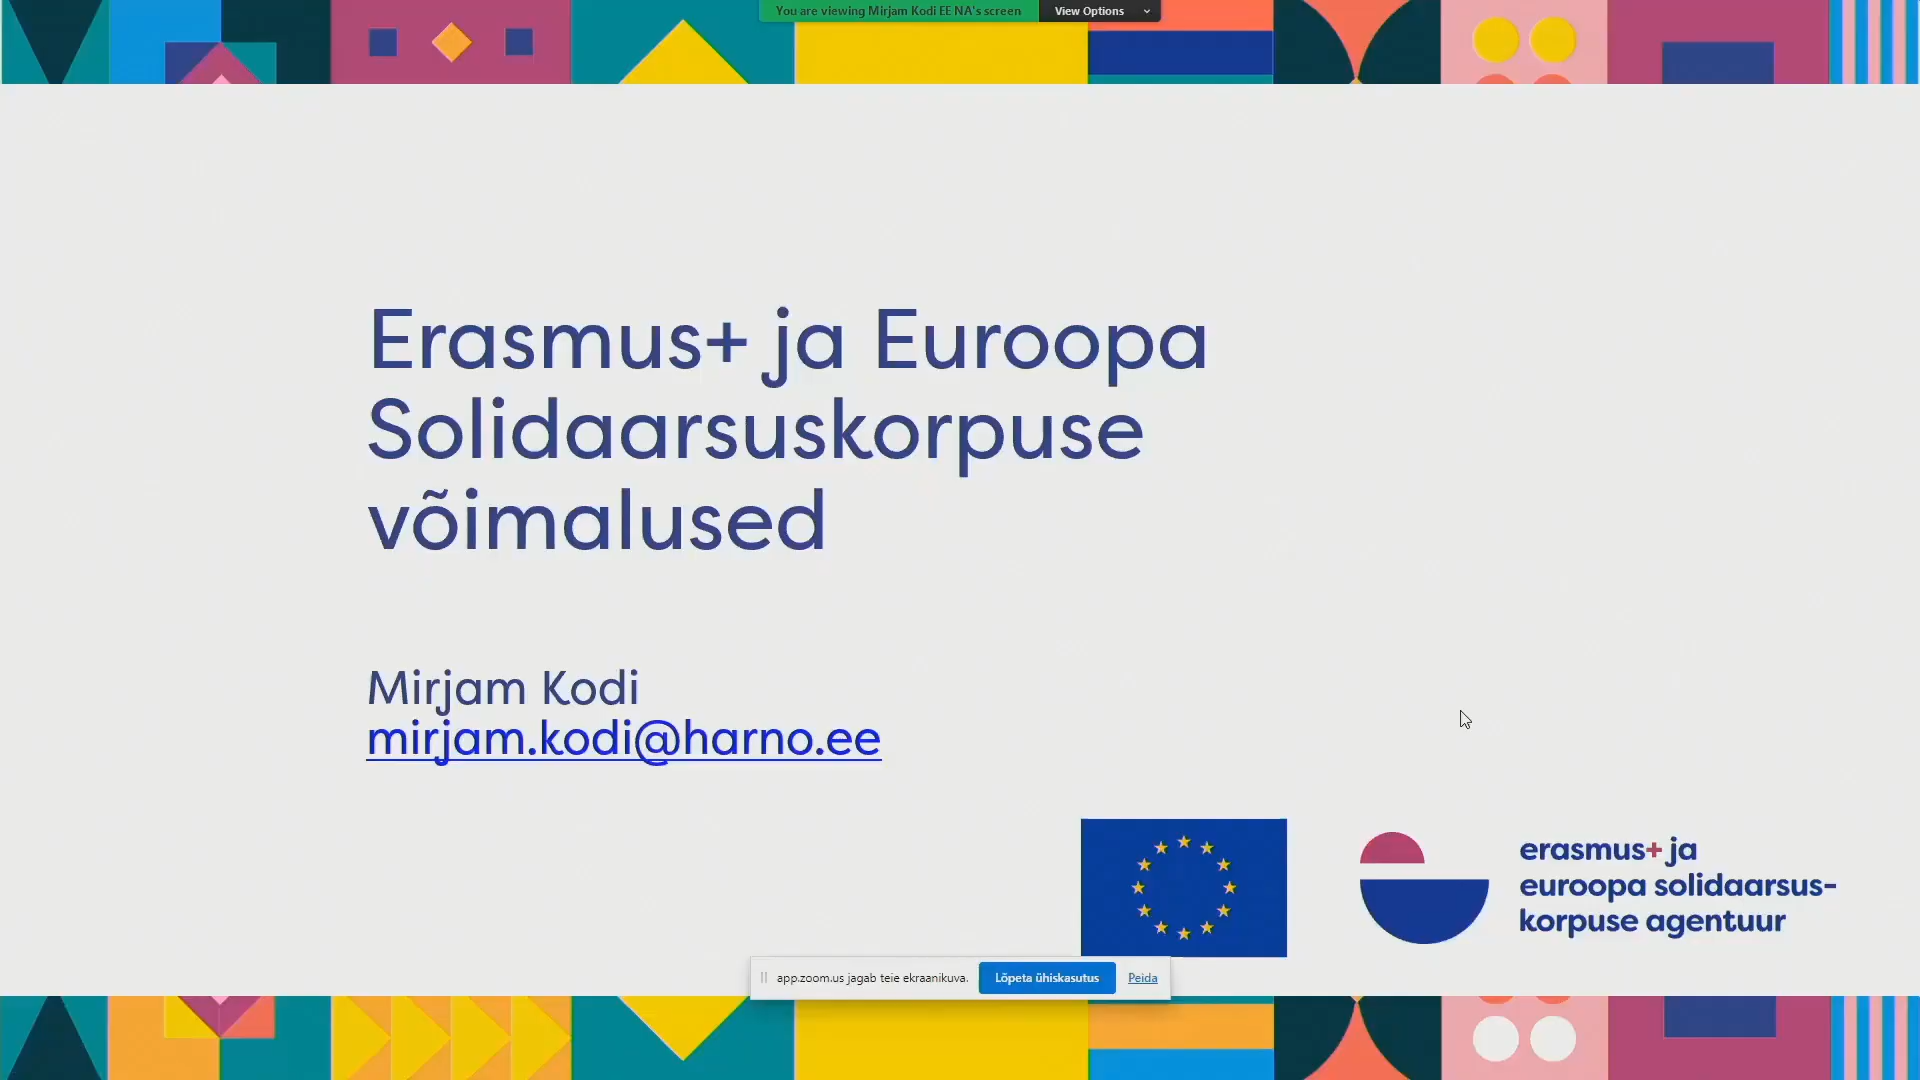 You are viewing Mirjam Kodi EE NA's screen View Options
Erasmus+ ja Euroopa
Solidaarsuskorpuse
võimalused
Mirjam Kodi
mirjam.kodi@harno.ee
erasmus+ ja
euroopa solidaarsus-
korpuse agentuur
app.zoom.us jagab teie ekraanikuva. Lõpeta ühiskasutus Peida